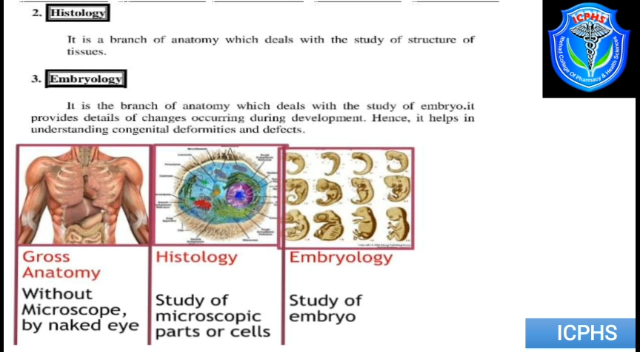 2. Histology
It is a branch of anatomy which deals with the study of structure of
tissues.
3. Embryology
It is the branch of anatomy which deals with the study of embryo.it
provides details of changes occurring during development. Hence, it helps in
understanding congenital deformities and defects.
Gross
Anatomy
Without
Microscope,
by naked eye
Histology
Study of
microscopic
parts or cells
Embryology
Study of
embryo
ICPHS
ICPHS